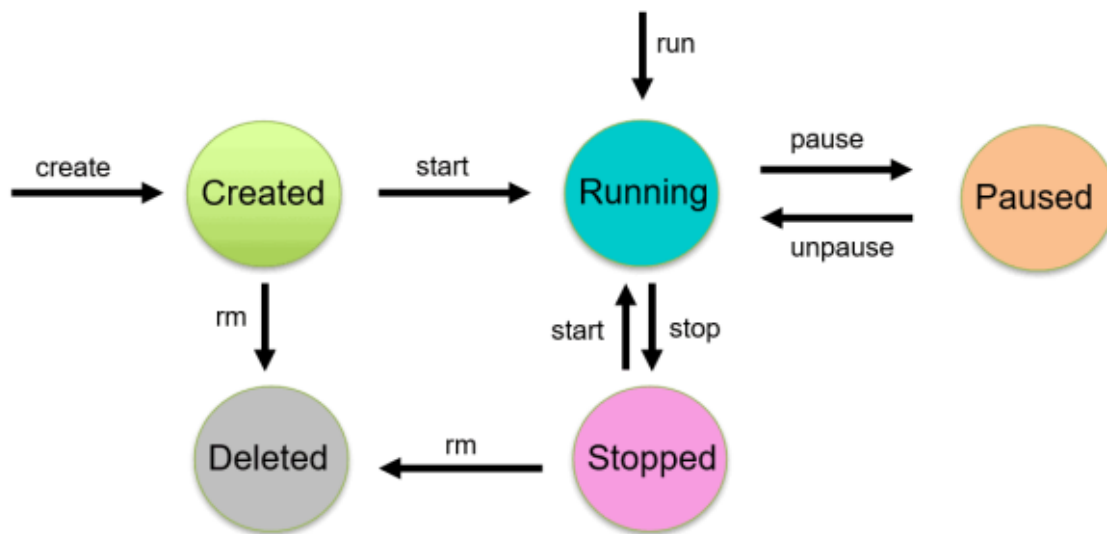 run
create
Created
start
Running
pause
unpause
Paused
rm
start
stop
Deleted
rm
Stopped